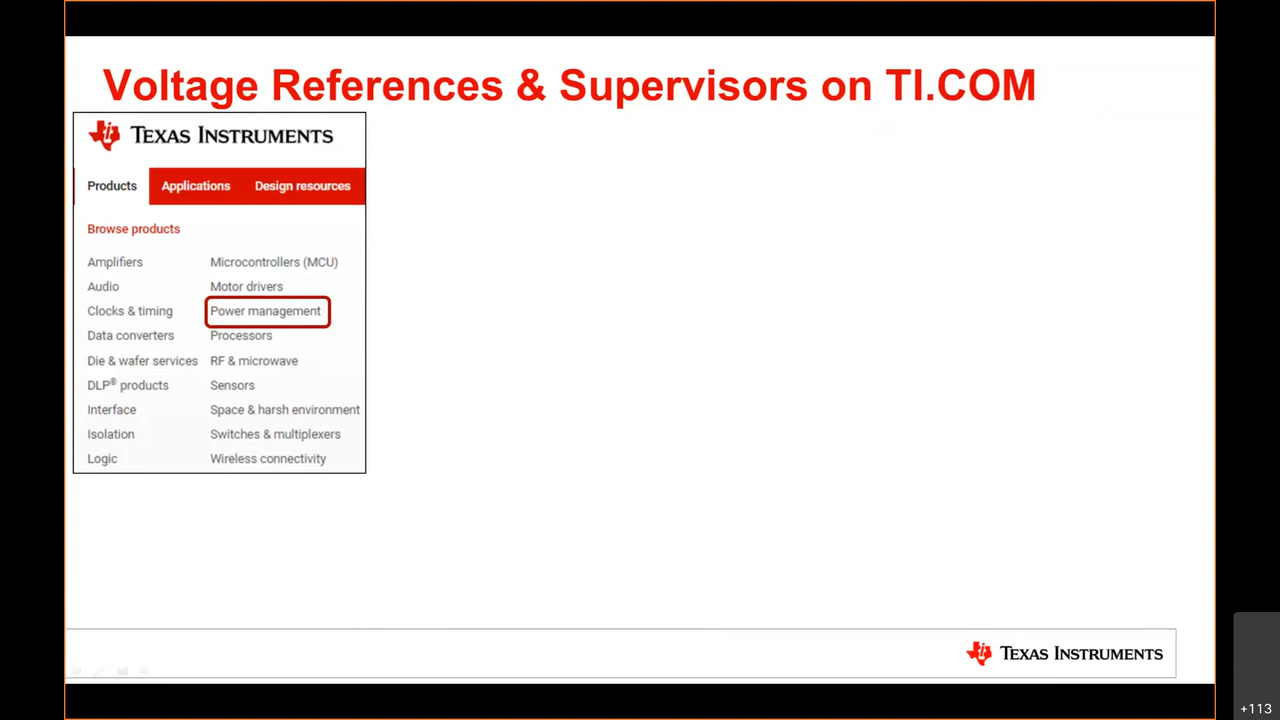 Voltage References & Supervisors on TI.COM
TEXAS INSTRUMENTS
Products Applications Design resources
Browse products
Amplifiers Microcontrollers (MCU)
Audio Motor drivers
Clocks & timing Power management
Data converters Processors
Die & wafer services RF & microwave
DLP® products Sensors
Interface Space & harsh environment
Isolation Switches & multiplexers
Logic Wireless connectivity
TEXAS INSTRUMENTS
+113